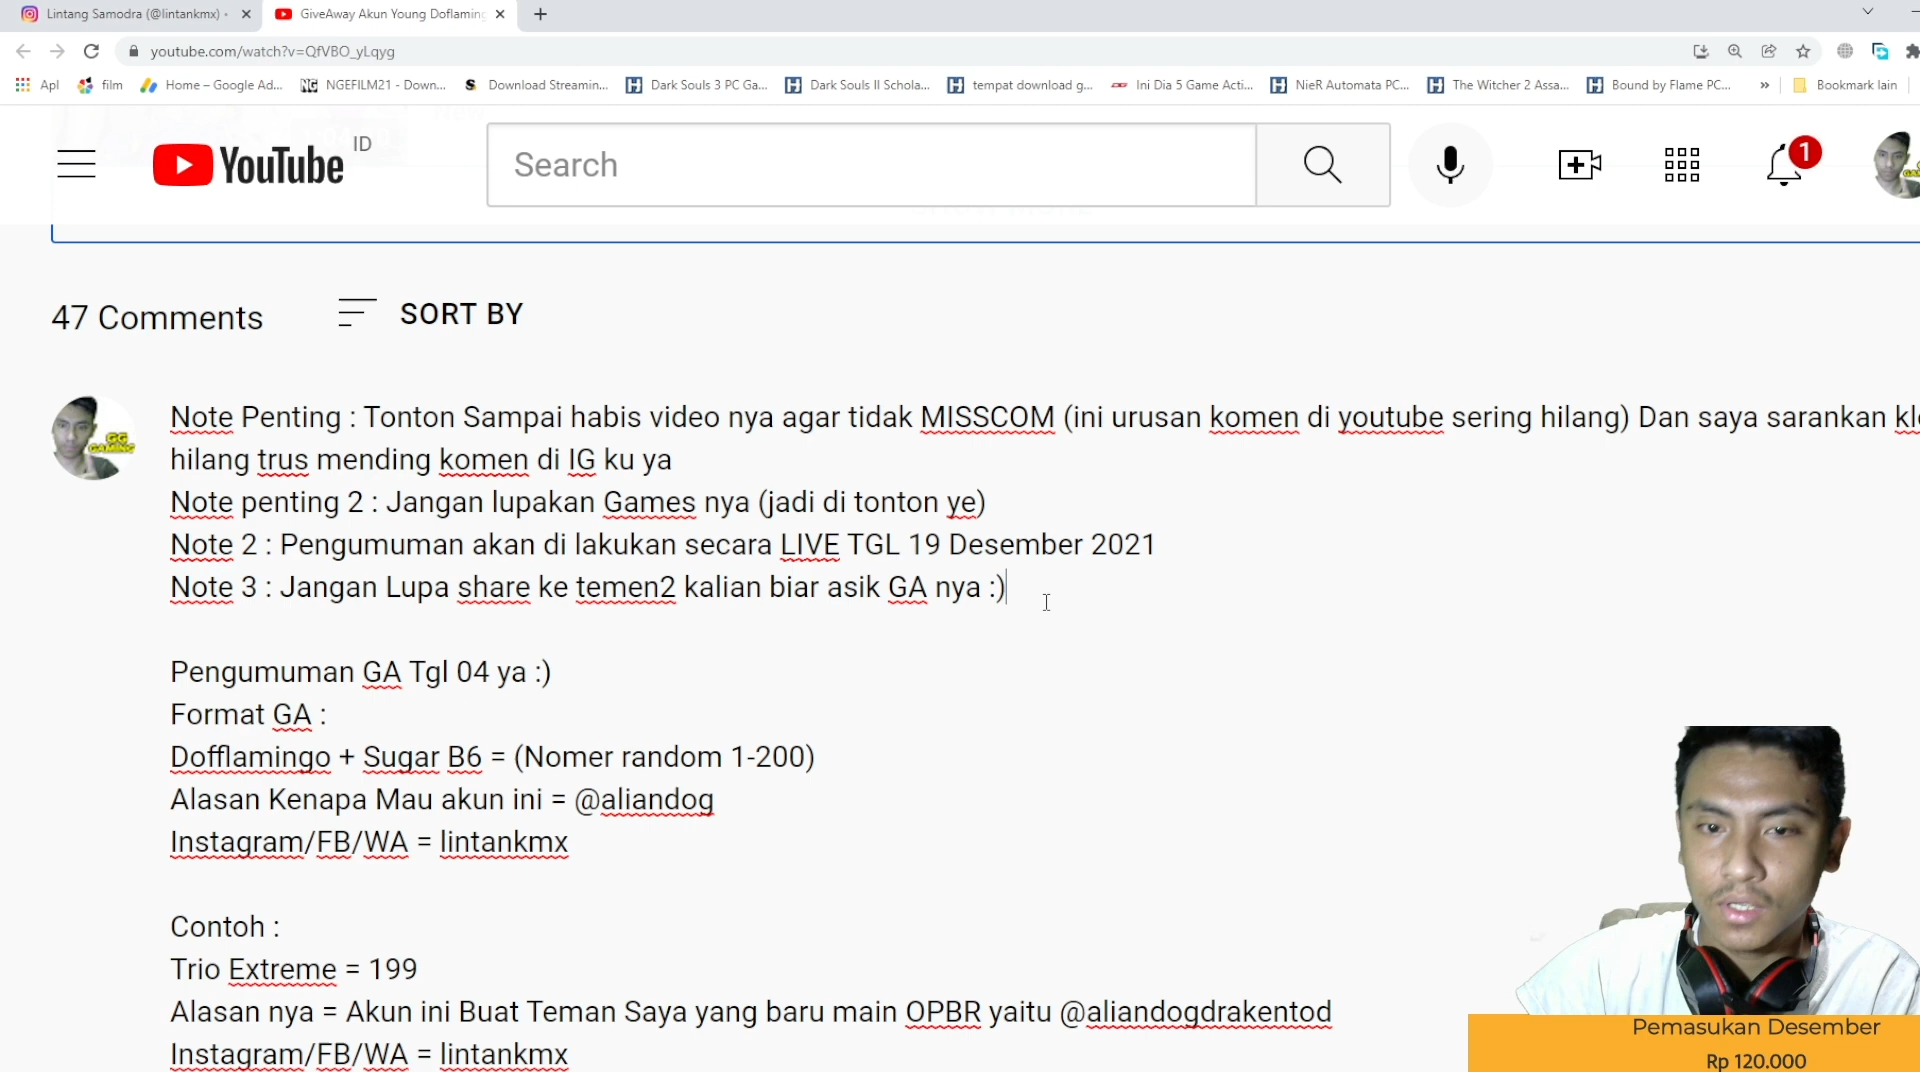 Lintang Samodra (@lintankmx) •
GiveAway Akun Young Doflaming
youtube.com/watch?v=QfVBO_yLqyg
Apl
film
Home – Google Ad...
NG NGEFILM21 - Down...
Download Streamin...
Dark Souls 3 PC Ga...
Dark Souls II Schola...
tempat download g...
Ini Dia 5 Game Acti...
NieR Automata PC...
The Witcher 2 Assa...
Bound by Flame PC...
»
Bookmark lain
YouTube ID
Search
1
47 Comments
SORT BY
GG GAMING
Note Penting : Tonton Sampai habis video nya agar tidak MISSCOM (ini urusan komen di youtube sering hilang) Dan saya sarankan klo
hilang trus mending komen di IG ku ya
Note penting 2 : Jangan lupakan Games nya (jadi di tonton ye)
Note 2 : Pengumuman akan di lakukan secara LIVE TGL 19 Desember 2021
Note 3 : Jangan Lupa share ke temen2 kalian biar asik GA nya :)
Pengumuman GA Tgl 04 ya :)
Format GA :
Dofflamingo + Sugar B6 = (Nomer random 1-200)
Alasan Kenapa Mau akun ini = @aliandog
Instagram/FB/WA = lintankmx
Contoh :
Trio Extreme = 199
Alasan nya = Akun ini Buat Teman Saya yang baru main OPBR yaitu @aliandogdrakentod
Instagram/FB/WA = lintankmx
Pemasukan Desember
Rp 120.000